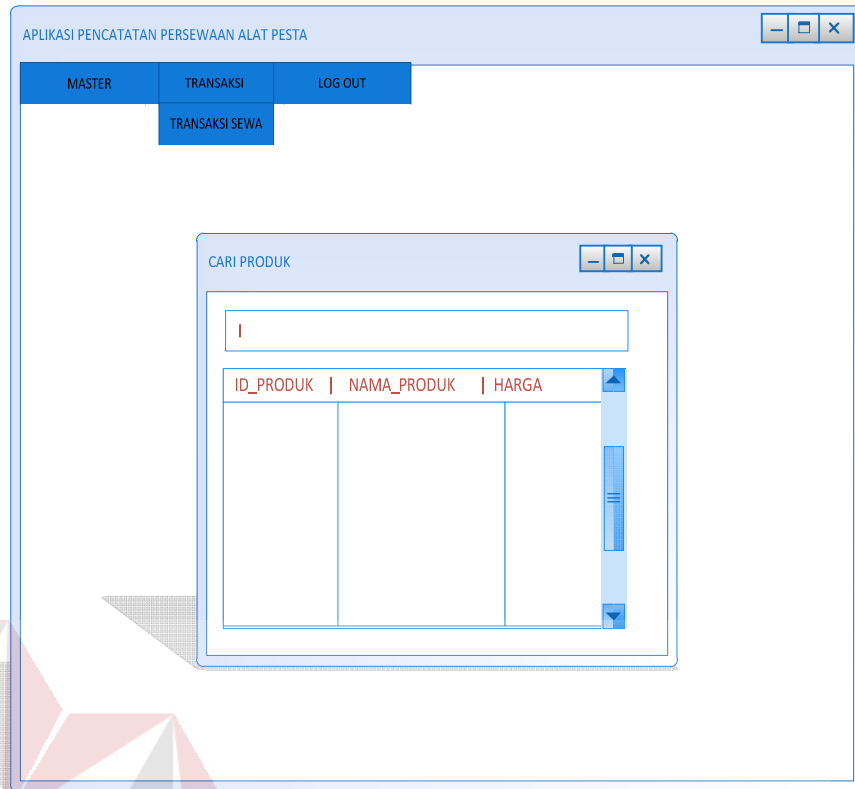 APLIKASI PENCATATAN PERSEWAAN ALAT PESTA
MASTER TRANSAKSI LOG OUT
TRANSAKSI SEWA
CARI PRODUK
ID_PRODUK | NAMA_PRODUK | HARGA